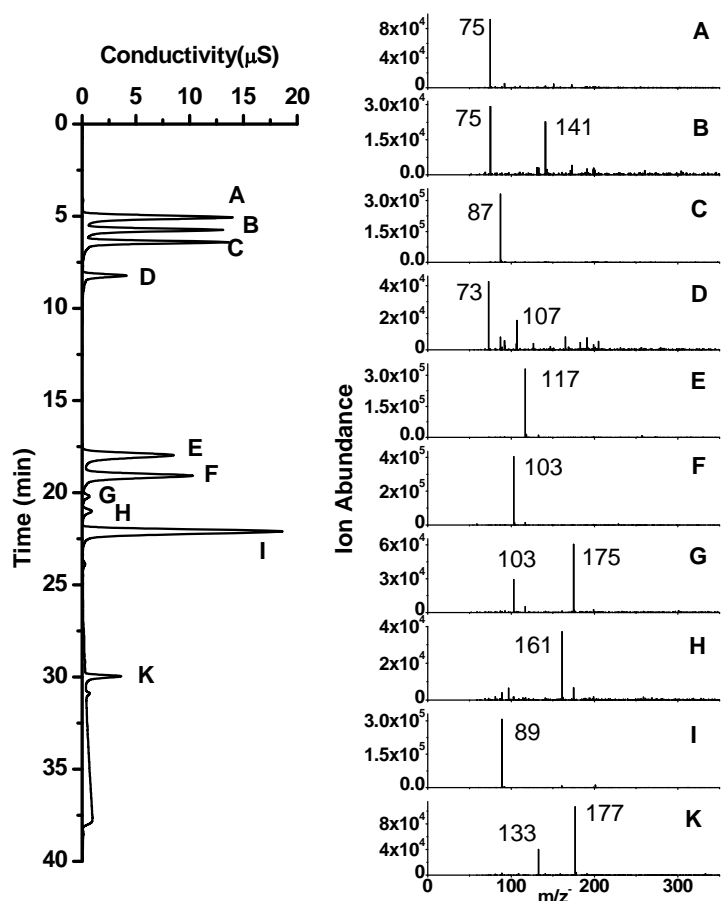 Conductivity(μS)
0 5 10 15 20
0
5
10
15
20
25
30
35
40
Time (min)
A
B
C
D
E
F
G
H
I
K
Ion Abundance
8x10⁴
4x10⁴
0
75
A
3.0x10⁴
1.5x10⁴
0.0
75 141
B
3.0x10⁵
1.5x10⁵
0.0
87
C
4x10⁴
2x10⁴
0
73 107
D
3.0x10⁵
1.5x10⁵
0.0
117
E
4x10⁵
2x10⁵
0
103
F
6x10⁴
3x10⁴
0
103 175
G
4x10⁴
2x10⁴
0
161
H
3.0x10⁵
1.5x10⁵
0.0
89
I
8x10⁴
4x10⁴
0
133 177
K
0 100 200 300
m/z⁻